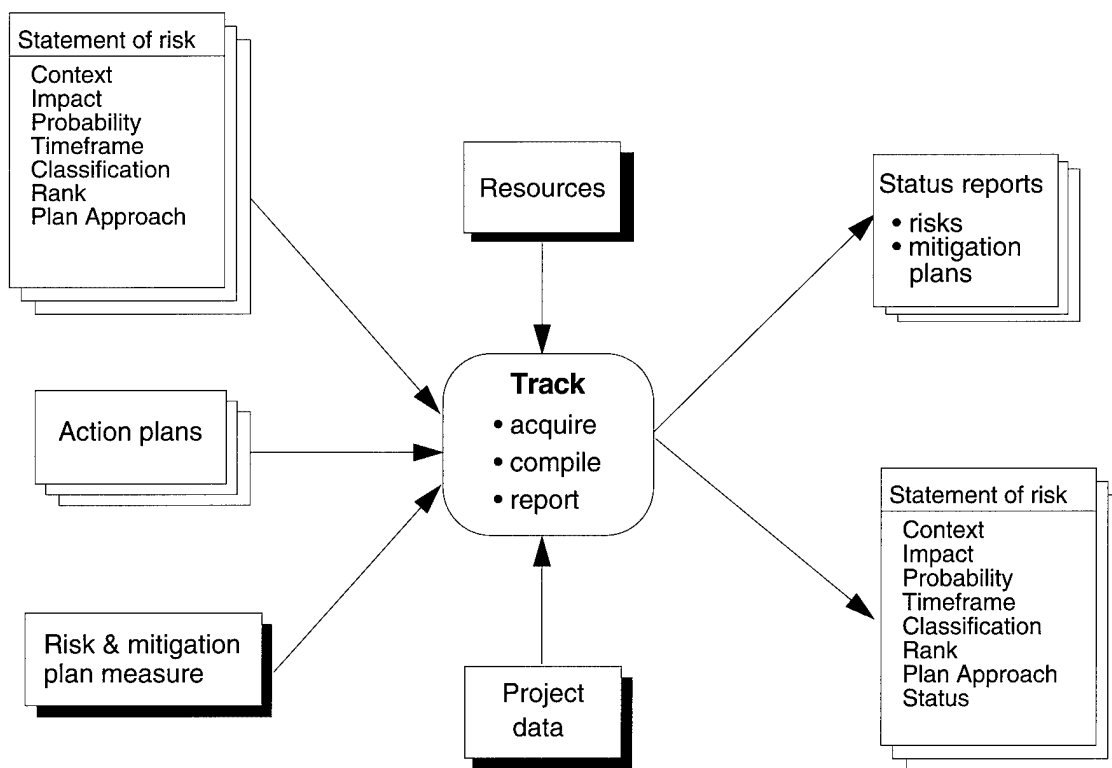 Statement of risk
Context
Impact
Probability
Timeframe
Classification
Rank
Plan Approach
Resources
Status reports
• risks
• mitigation
plans
Track
• acquire
• compile
• report
Action plans
Risk & mitigation
plan measure
Project
data
Statement of risk
Context
Impact
Probability
Timeframe
Classification
Rank
Plan Approach
Status